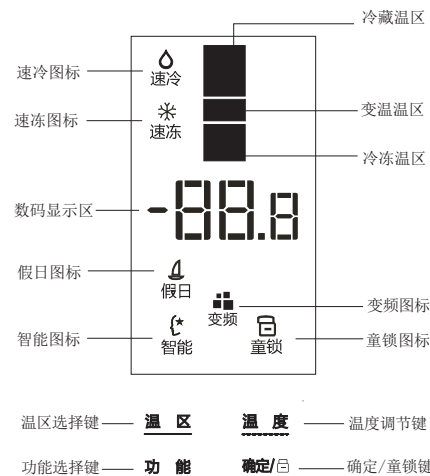 冷藏温区
速冷图标
速冷
变温温区
速冻图标
速冻
冷冻温区
数码显示区
-88.8
假日图标
假日
变频图标
变频
智能图标
智能
童锁
童锁图标
温区选择键 温 区 温 度 温度调节键
功能选择键 功 能 确定/ 确定/童锁键